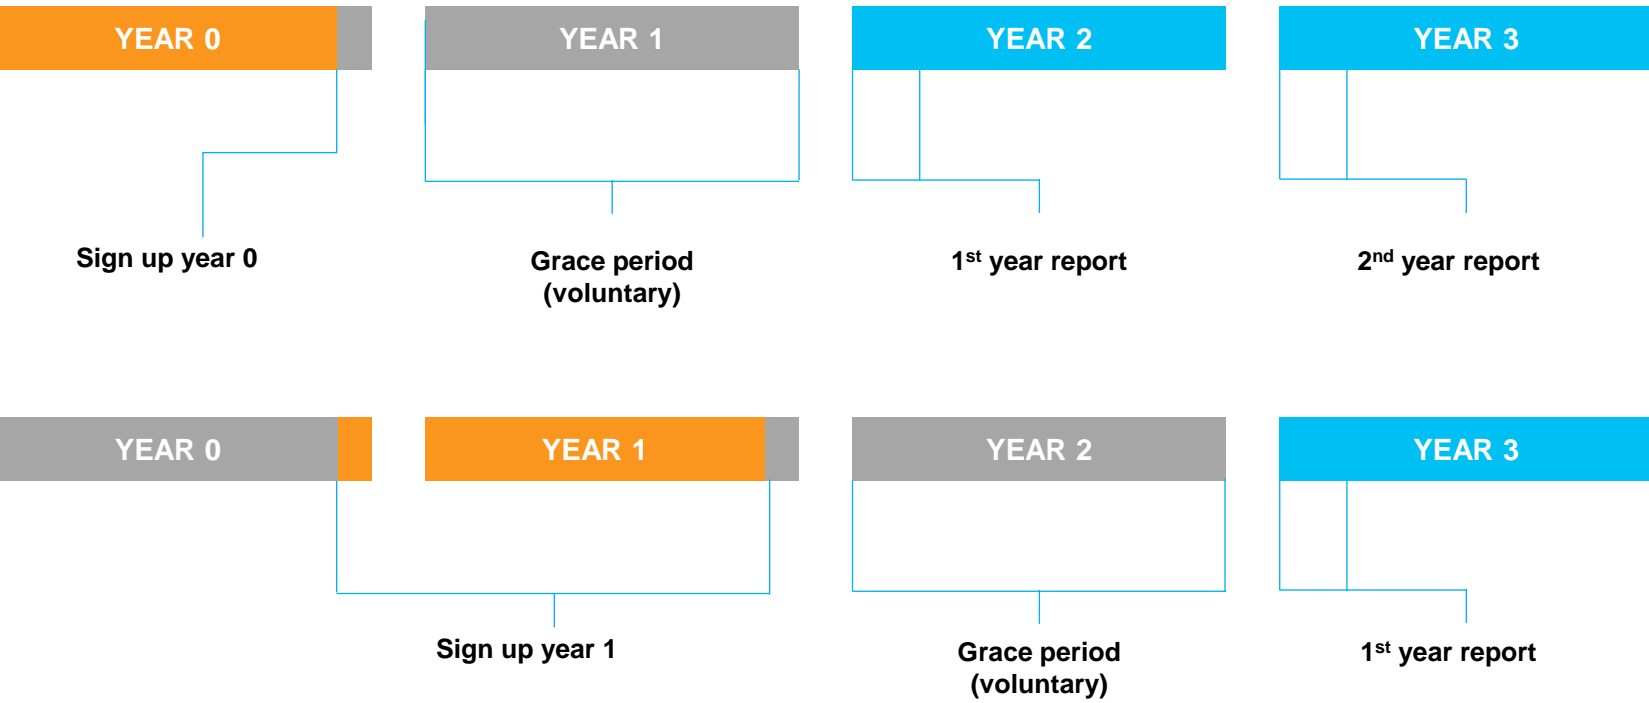 YEAR 0
YEAR 1
YEAR 2
YEAR 3
Sign up year 0
Grace period
(voluntary)
1st year report
2nd year report
YEAR 0
YEAR 1
YEAR 2
YEAR 3
Sign up year 1
Grace period
(voluntary)
1st year report